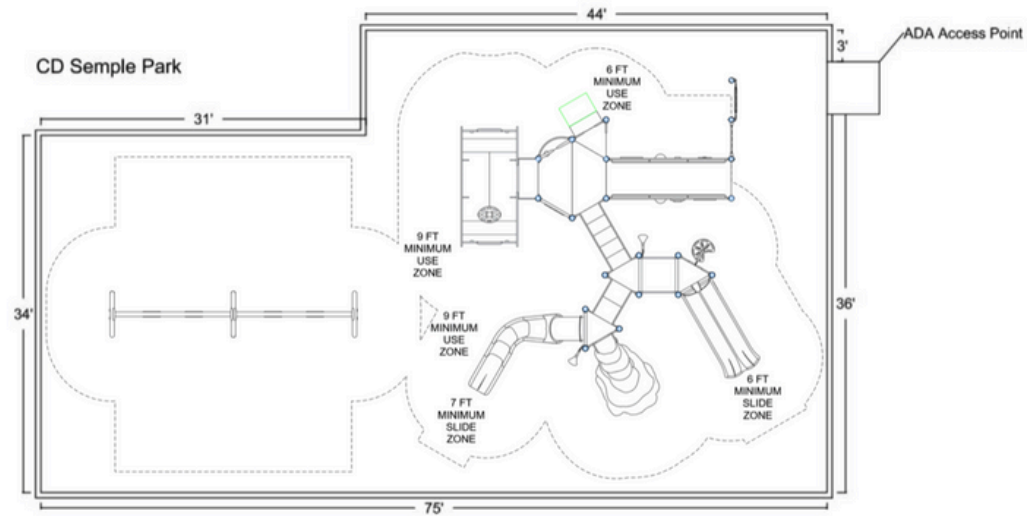 44'
3'
ADA Access Point
CD Semple Park
31'
6 FT
MINIMUM
USE
ZONE
9 FT
MINIMUM
USE
ZONE
34'
36'
9 FT
MINIMUM
USE
ZONE
7 FT
MINIMUM
SLIDE
ZONE
6 FT
MINIMUM
SLIDE
ZONE
75'